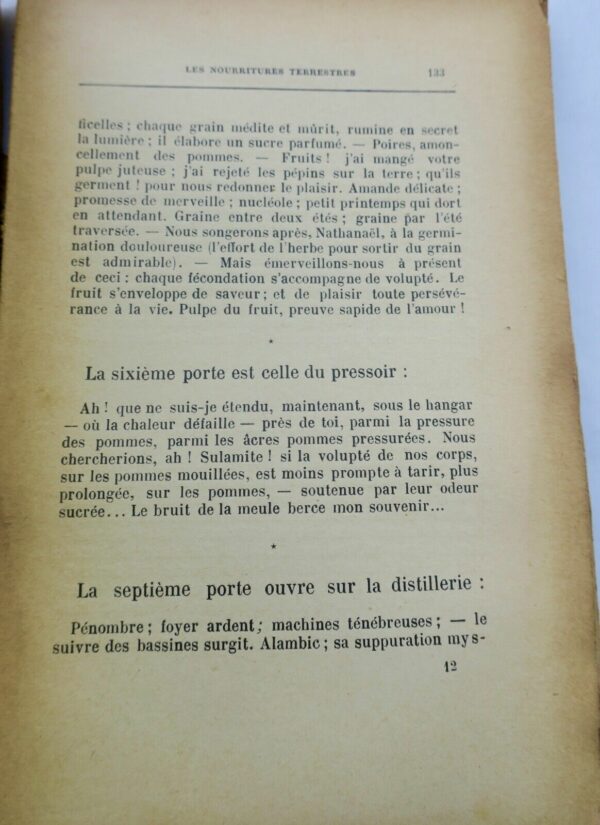 LES NOURRITURES TERRESTRES 133
ficelles ; chaque grain médite et mûrit, rumine en secret
la lumière ; il élabore un sucre parfumé. — Poires, amon-
cellement des pommes. — Fruits ! j'ai mangé votre
pulpe juteuse ; j'ai rejeté les pépins sur la terre ; qu'ils
germent ! pour nous redonner le plaisir. Amande délicate ;
promesse de merveille ; nucléole ; petit printemps qui dort
en attendant. Graine entre deux étés ; graine par l'été
traversée. — Nous songerons après, Nathanaël, à la germi-
nation douloureuse (l'effort de l'herbe pour sortir du grain
est admirable). — Mais émerveillons-nous à présent
de ceci : chaque fécondation s'accompagne de volupté. Le
fruit s'enveloppe de saveur ; et de plaisir toute persévé-
rance à la vie. Pulpe du fruit, preuve sapide de l'amour !
*
La sixième porte est celle du pressoir :
Ah ! que ne suis-je étendu, maintenant, sous le hangar
— où la chaleur défaille — près de toi, parmi la pressure
des pommes, parmi les âcres pommes pressurées. Nous
chercherions, ah ! Sulamite ! si la volupté de nos corps,
sur les pommes mouillées, est moins prompte à tarir, plus
prolongée, sur les pommes, — soutenue par leur odeur
sucrée... Le bruit de la meule berce mon souvenir...
*
La septième porte ouvre sur la distillerie :
Pénombre ; foyer ardent ; machines ténébreuses ; — le
suivre des bassines surgit. Alambic ; sa suppuration mys-
12